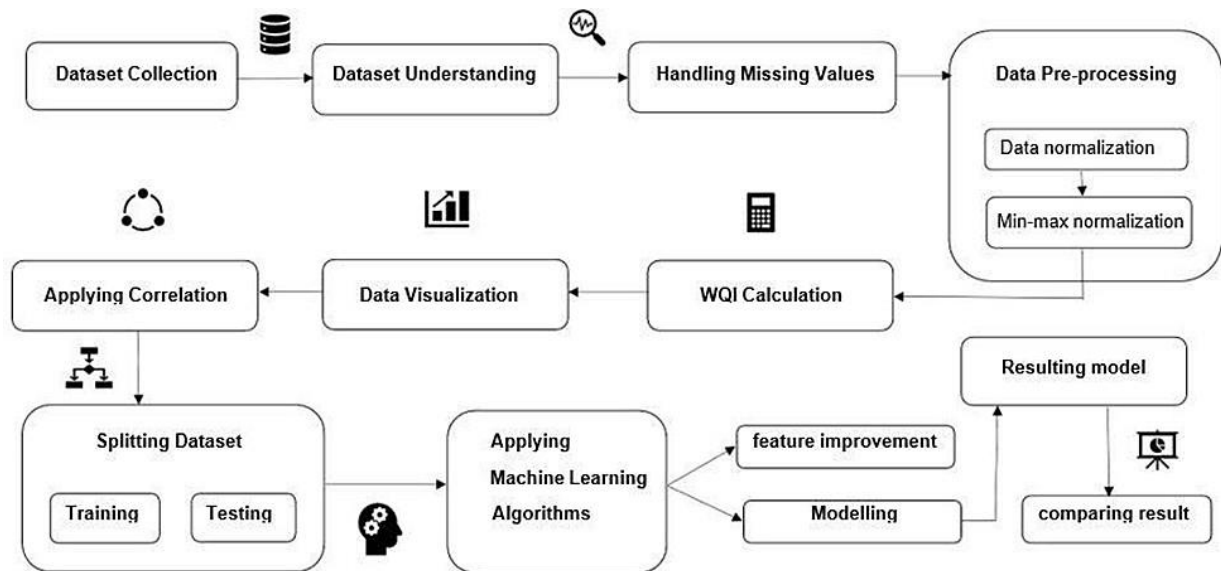 Dataset Collection
Dataset Understanding
Handling Missing Values
Data Pre-processing
Data normalization
Min-max normalization
WQI Calculation
Data Visualization
Applying Correlation
Splitting Dataset
Training
Testing
Applying
Machine Learning
Algorithms
feature improvement
Modelling
Resulting model
comparing result